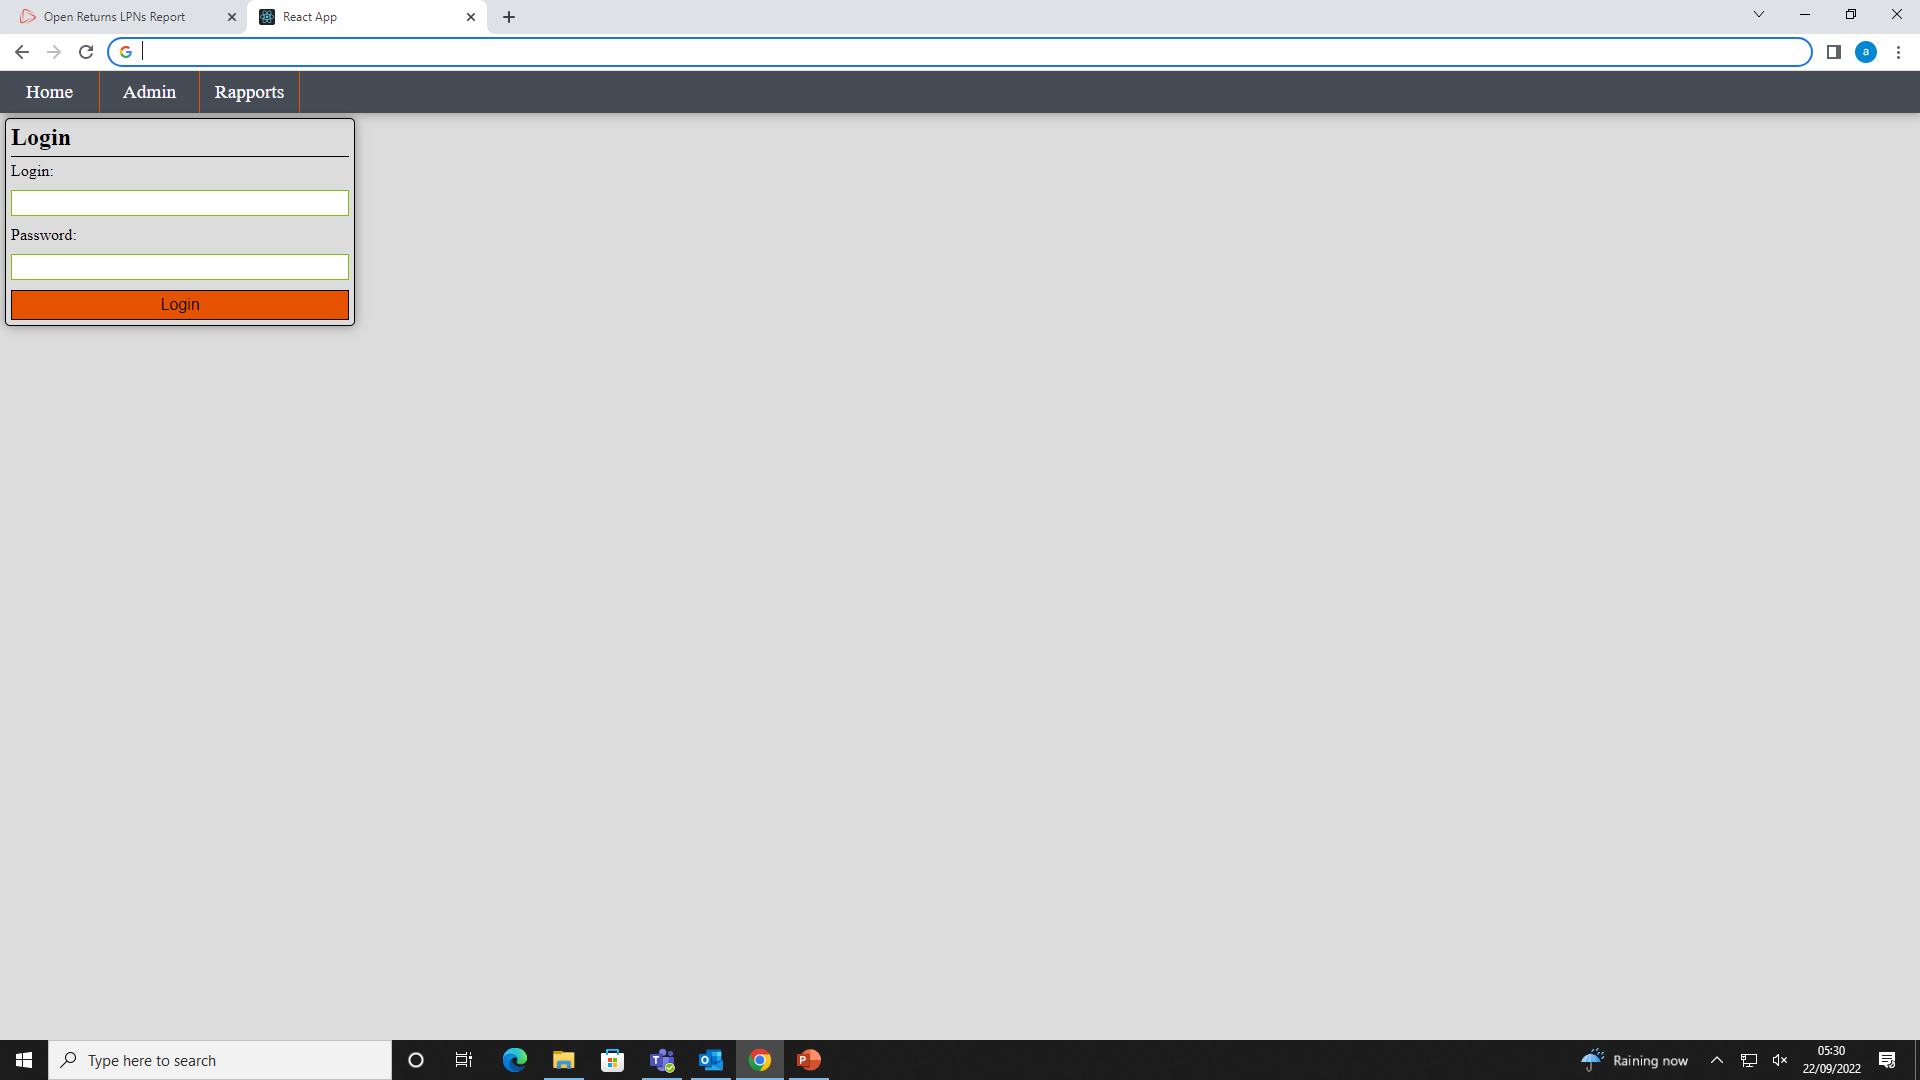 Open Returns LPNs Report
React App
a
Home
Admin
Rapports
Login
Login:
Password:
Login
Type here to search
Raining now
05:30
22/09/2022